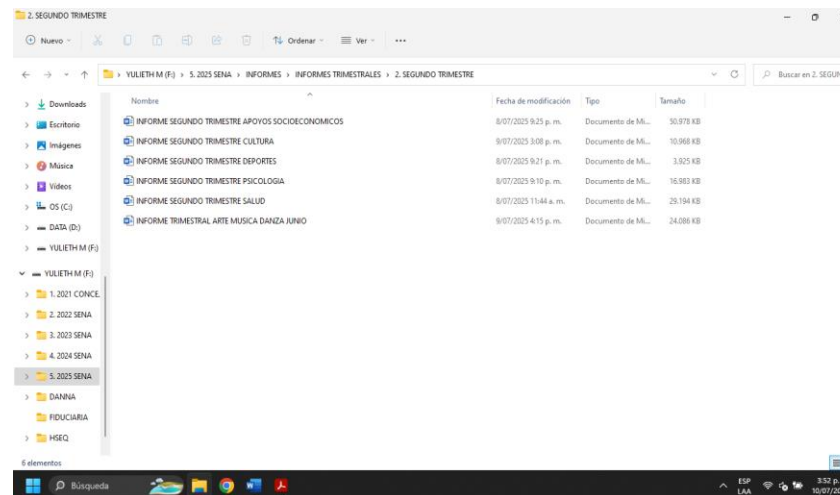 2. SEGUNDO TRIMESTRE
Nuevo
Ordenar
Ver
YULIETH M (F:) > 5. 2025 SENA > INFORMES > INFORMES TRIMESTRALES > 2. SEGUNDO TRIMESTRE
Buscar en 2. SEGUN
Nombre Fecha de modificación Tipo Tamaño
INFORME SEGUNDO TRIMESTRE APOYOS SOCIOECONOMICOS 8/07/2025 9:25 p. m. Documento de Mi... 50.978 KB
INFORME SEGUNDO TRIMESTRE CULTURA 9/07/2025 3:08 p. m. Documento de Mi... 10.968 KB
INFORME SEGUNDO TRIMESTRE DEPORTES 8/07/2025 9:21 p. m. Documento de Mi... 3.925 KB
INFORME SEGUNDO TRIMESTRE PSICOLOGIA 8/07/2025 9:10 p. m. Documento de Mi... 16.983 KB
INFORME SEGUNDO TRIMESTRE SALUD 8/07/2025 11:44 a. m. Documento de Mi... 29.194 KB
INFORME TRIMESTRAL ARTE MUSICA DANZA JUNIO 9/07/2025 4:15 p. m. Documento de Mi... 24.086 KB
Downloads
Escritorio
Imágenes
Música
Vídeos
OS (C:)
DATA (D:)
YULIETH M (F:)
YULIETH M (F:)
1. 2021 CONCE
2. 2022 SENA
3. 2023 SENA
4. 2024 SENA
5. 2025 SENA
DANNA
FIDUCIARIA
HSEQ
6 elementos
Búsqueda
ESP
LAA
3:52
10/07/20